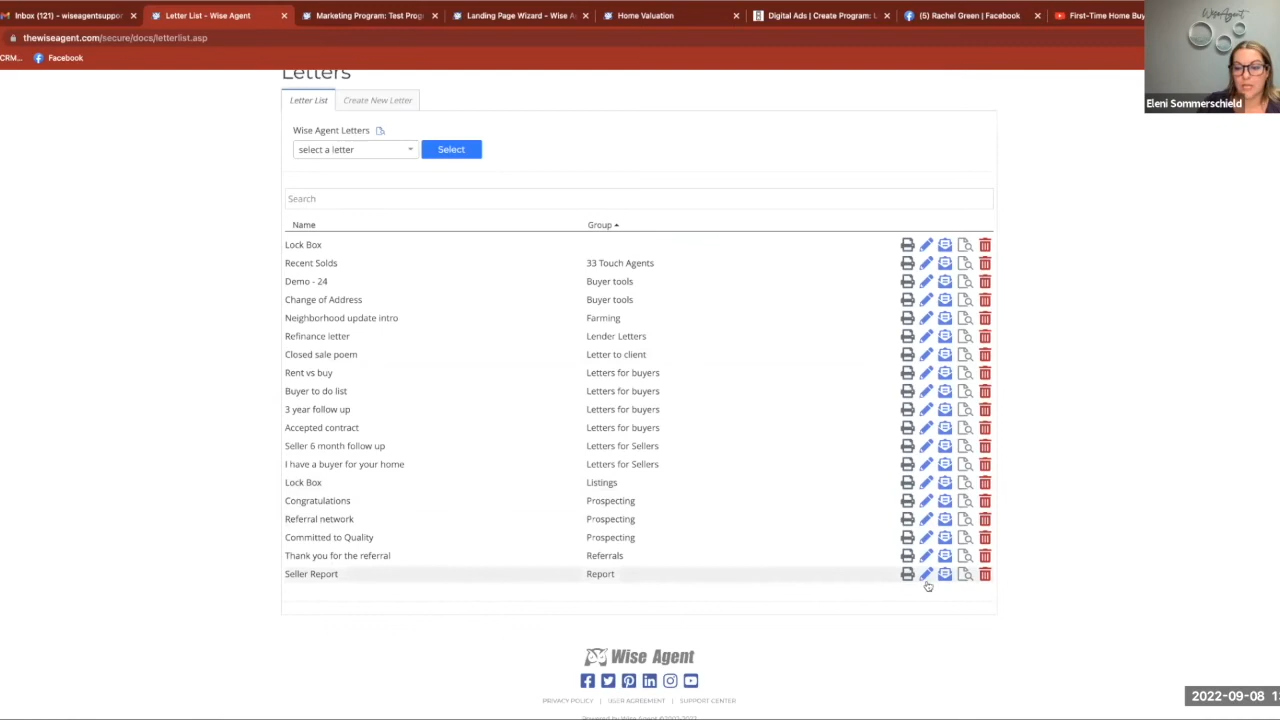 Inbox (121) - wiseagentsuppo
Letter List - Wise Agent
Marketing Program: Test Prog
Landing Page Wizard - Wise A
Home Valuation
Digital Ads | Create Program: L
(5) Rachel Green | Facebook
First-Time Home Buy
thewiseagent.com/secure/docs/letterlist.asp
CRM...
Facebook
WiseAgent
Eleni Sommerschield
Letters
Letter List
Create New Letter
Wise Agent Letters
select a letter
Select
Search
Name Group
Lock Box
Recent Solds 33 Touch Agents
Demo - 24 Buyer tools
Change of Address Buyer tools
Neighborhood update intro Farming
Refinance letter Lender Letters
Closed sale poem Letter to client
Rent vs buy Letters for buyers
Buyer to do list Letters for buyers
3 year follow up Letters for buyers
Accepted contract Letters for buyers
Seller 6 month follow up Letters for Sellers
I have a buyer for your home Letters for Sellers
Lock Box Listings
Congratulations Prospecting
Referral network Prospecting
Committed to Quality Prospecting
Thank you for the referral Referrals
Seller Report Report
Wise Agent
PRIVACY POLICY | USER AGREEMENT | SUPPORT CENTER
Powered by Wise Agent ©2022-2022
2022-09-08